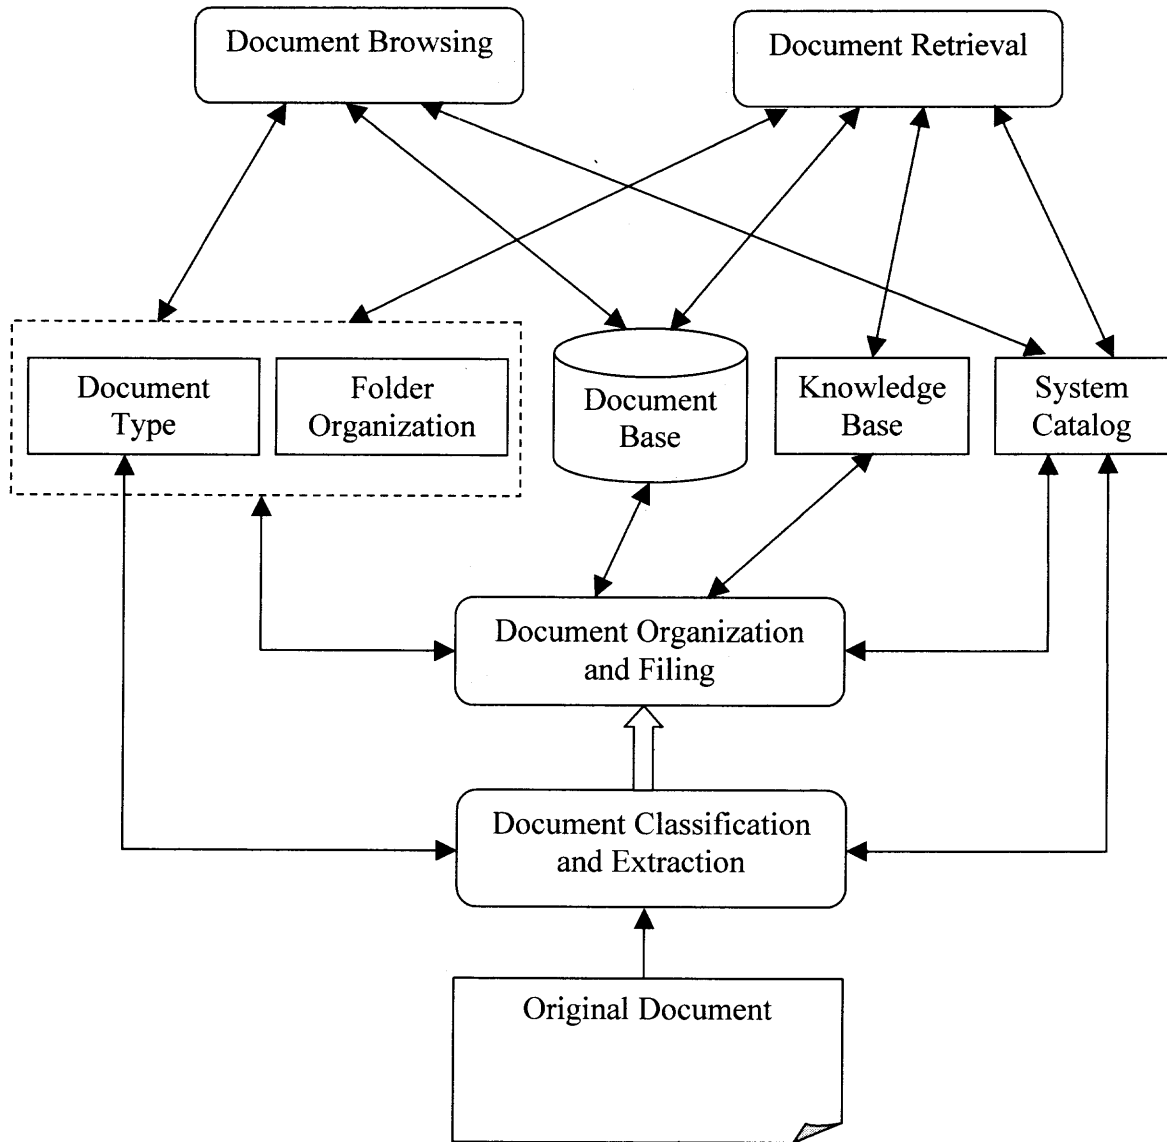 Document Browsing
Document Retrieval
Document
Type
Folder
Organization
Document
Base
Knowledge
Base
System
Catalog
Document Organization
and Filing
Document Classification
and Extraction
Original Document